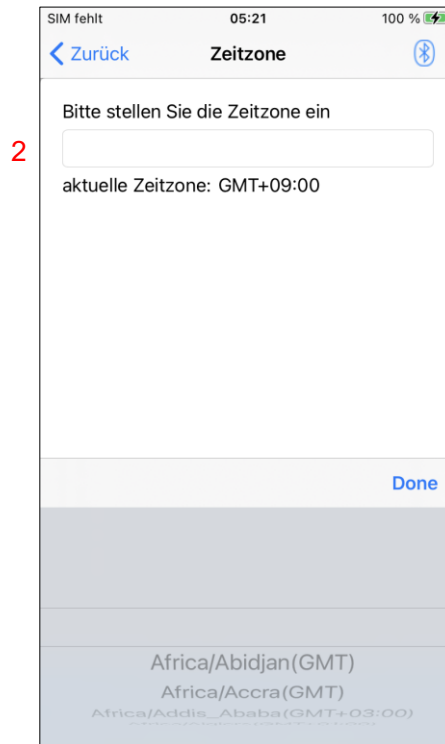 SIM fehlt 05:21 100 %
Zurück Zeitzone
Bitte stellen Sie die Zeitzone ein
2
aktuelle Zeitzone: GMT+09:00
Done
Africa/Abidjan(GMT)
Africa/Accra(GMT)
Africa/Addis_Ababa(GMT+03:00)